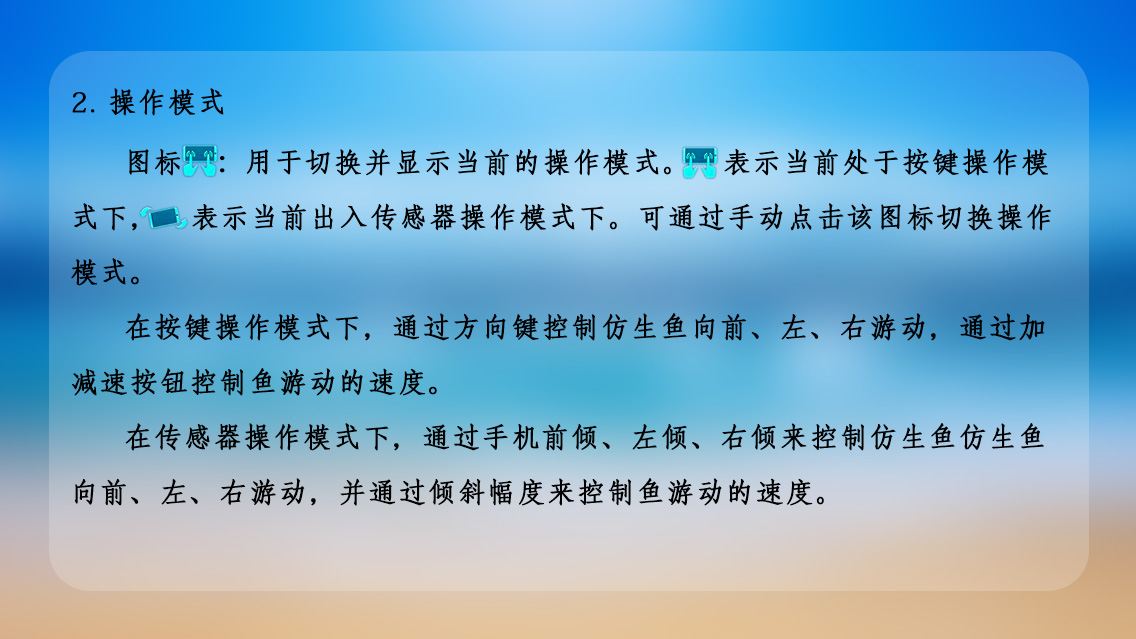 2. 操作模式
图标：用于切换并显示当前的操作模式。表示当前处于按键操作模
式下，表示当前出入传感器操作模式下。可通过手动点击该图标切换操作
模式。
在按键操作模式下，通过方向键控制仿生鱼向前、左、右游动，通过加
减速按钮控制鱼游动的速度。
在传感器操作模式下，通过手机前倾、左倾、右倾来控制仿生鱼仿生鱼
向前、左、右游动，并通过倾斜幅度来控制鱼游动的速度。